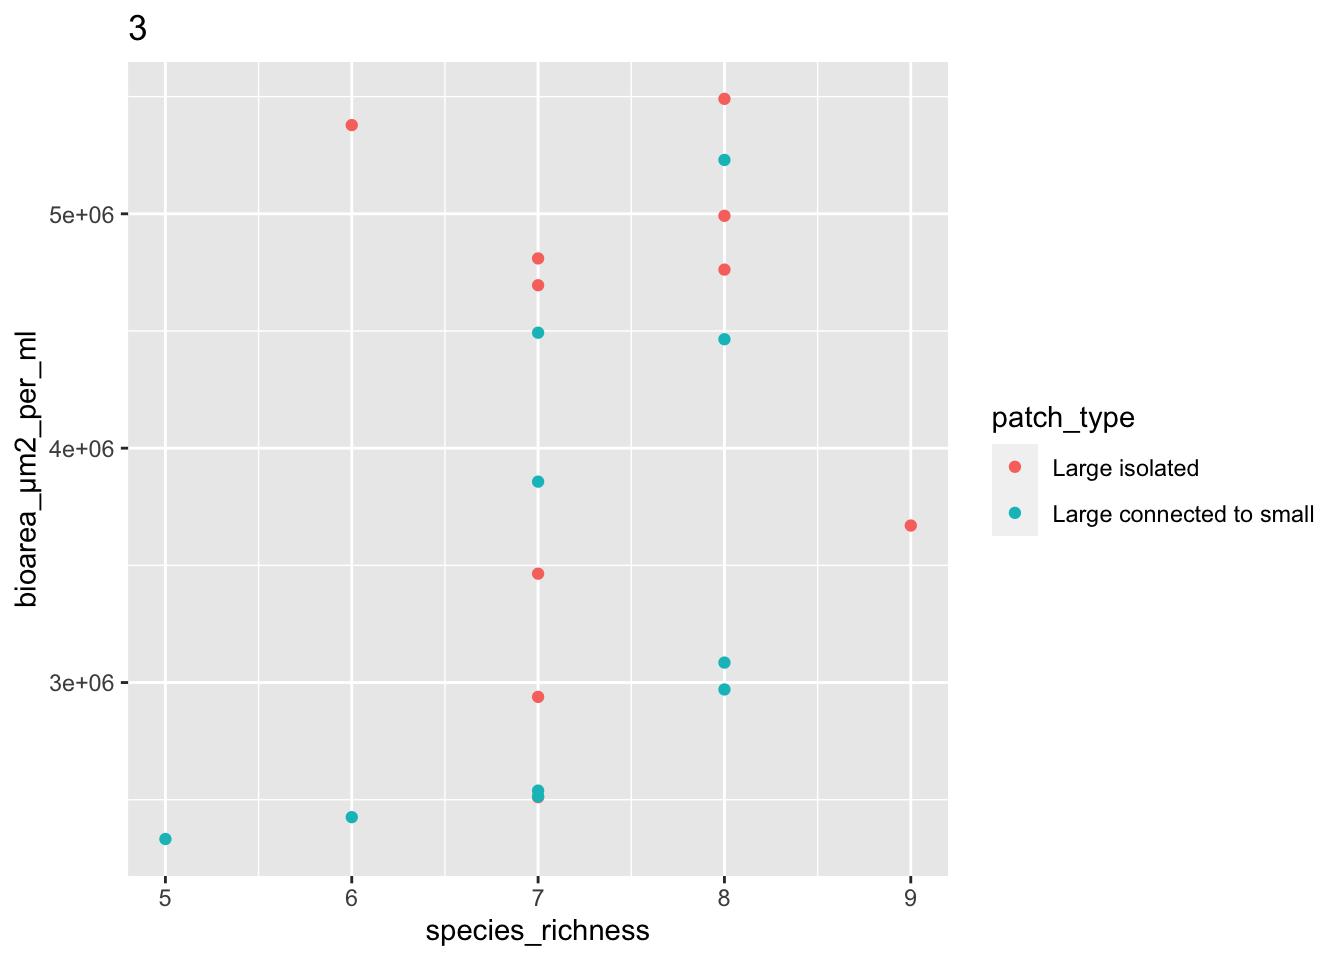 3
bioarea_µm2_per_ml
5e+06
4e+06
3e+06
5 6 7 8 9
species_richness
patch_type
Large isolated
Large connected to small